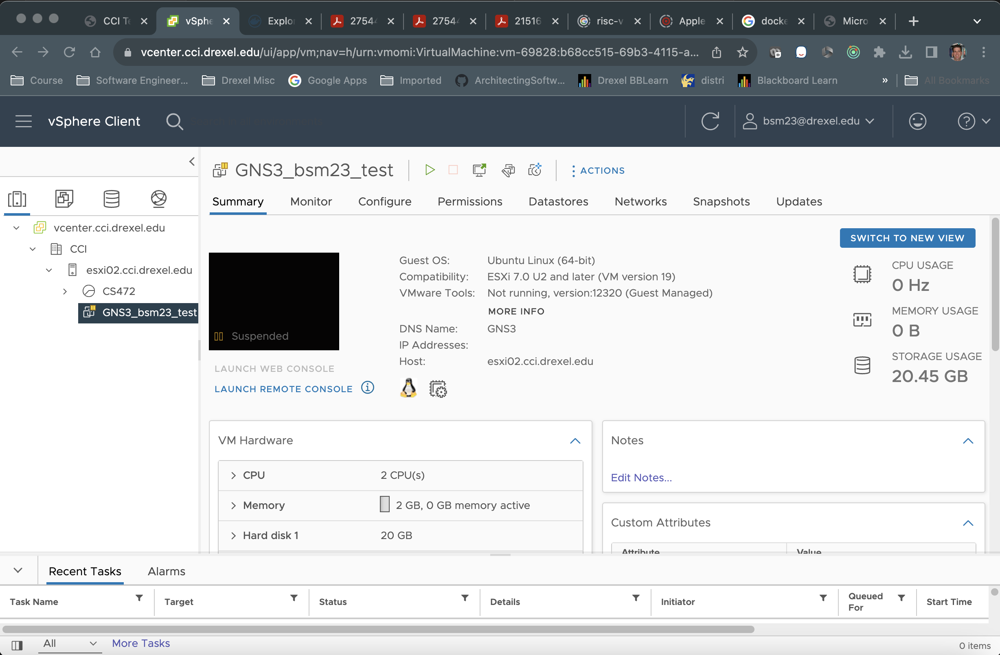 CCI Te
vSphe
Explor
27544
27544
21516
risc-v
Apple
docke
Micro
vcenter.cci.drexel.edu/ui/app/vm;nav=h/urn:vmomi:VirtualMachine:vm-69828:b68cc515-69b3-4115-a...
Course
Software Engineer...
Drexel Misc
Google Apps
Imported
ArchitectingSoftw...
Drexel BBLearn
distri
Blackboard Learn
»
All Bookmarks
vSphere Client
bsm23@drexel.edu
vcenter.cci.drexel.edu
CCI
esxi02.cci.drexel.edu
CS472
GNS3_bsm23_test
GNS3_bsm23_test
ACTIONS
Summary
Monitor
Configure
Permissions
Datastores
Networks
Snapshots
Updates
SWITCH TO NEW VIEW
Suspended
LAUNCH WEB CONSOLE
LAUNCH REMOTE CONSOLE
Guest OS: Ubuntu Linux (64-bit)
Compatibility: ESXi 7.0 U2 and later (VM version 19)
VMware Tools: Not running, version:12320 (Guest Managed)
MORE INFO
DNS Name: GNS3
IP Addresses:
Host: esxi02.cci.drexel.edu
CPU USAGE
0 Hz
MEMORY USAGE
0 B
STORAGE USAGE
20.45 GB
VM Hardware
CPU 2 CPU(s)
Memory 2 GB, 0 GB memory active
Hard disk 1 20 GB
Notes
Edit Notes...
Custom Attributes
Attribute Value
Recent Tasks
Alarms
Task Name
Target
Status
Details
Initiator
Queued
For
Start Time
All
More Tasks
0 items